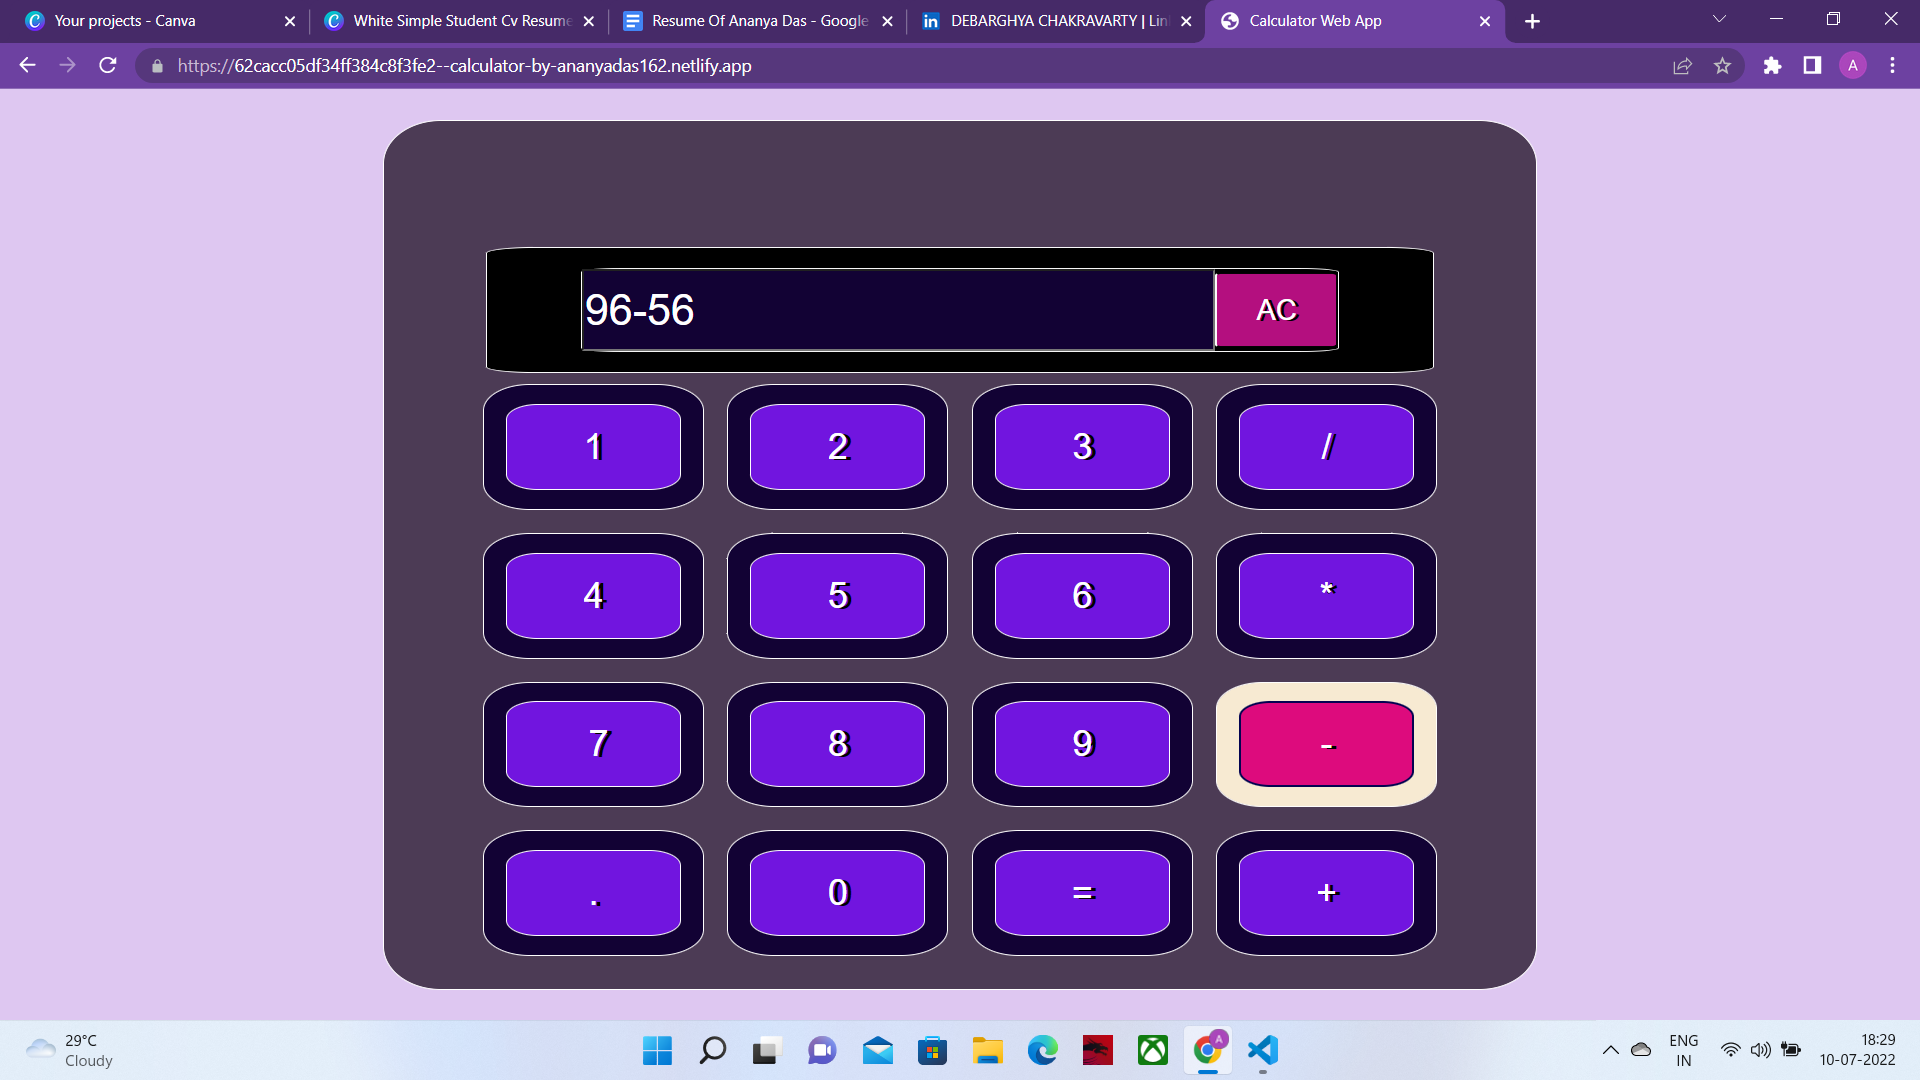 Your projects - Canva
White Simple Student Cv Resume
Resume Of Ananya Das - Google
DEBARGHYA CHAKRAVARTY | Lin
Calculator Web App
https://62cacc05df34ff384c8f3fe2--calculator-by-ananyadas162.netlify.app
A
96-56
AC
1 2 3 /
4 5 6 *
7 8 9 -
. 0 = +
29°C
Cloudy
A
ENG
IN
18:29
10-07-2022